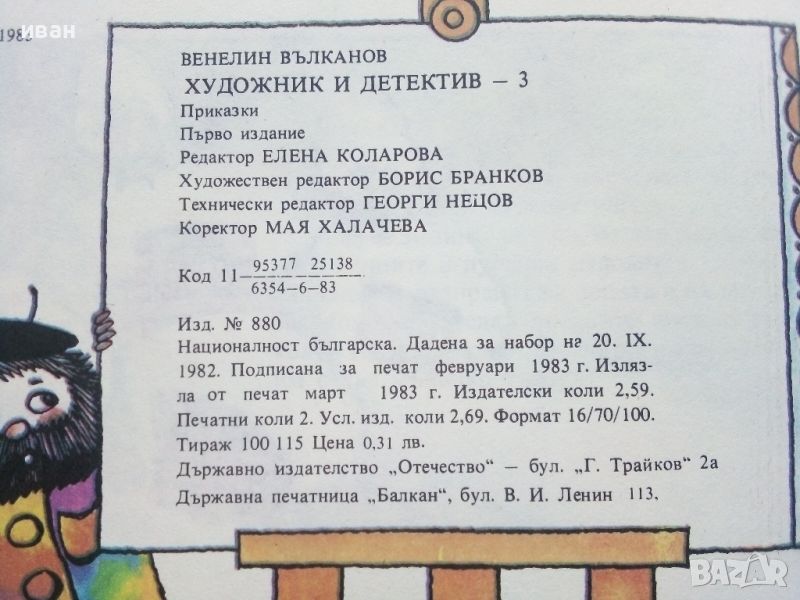 иван
1983
ВЕНЕЛИН ВЪЛКАНОВ
ХУДОЖНИК И ДЕТЕКТИВ – 3
Приказки
Първо издание
Редактор ЕЛЕНА КОЛАРОВА
Художествен редактор БОРИС БРАНКОВ
Технически редактор ГЕОРГИ НЕЦОВ
Коректор МАЯ ХАЛАЧЕВА
95377 25138
Код 11—
6354–6–83
Изд. № 880
Националност българска. Дадена за набор нг 20. IX.
1982. Подписана за печат февруари 1983 г. Изляз-
ла от печат март 1983 г. Издателски коли 2,59.
Печатни коли 2. Усл. изд. коли 2,69. Формат 16/70/100.
Тираж 100 115 Цена 0,31 лв.
Държавно издателство „Отечество“ — бул. „Г. Трайков“ 2а
Държавна печатница „Балкан“, бул. В. И. Ленин 113.
BAZAR